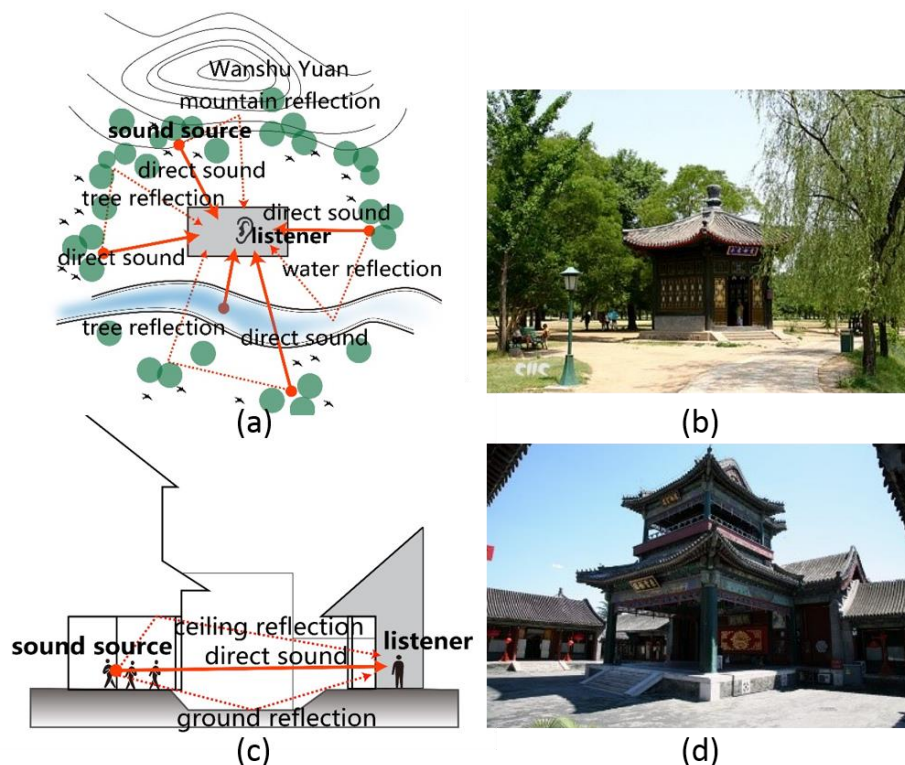 Wanshu Yuan
mountain reflection
sound source
direct sound
tree reflection
direct sound
listener
direct sound
water reflection
tree reflection
direct sound
(a)
CIIC
(b)
ceiling reflection
sound source
listener
direct sound
ground reflection
(c)
(d)